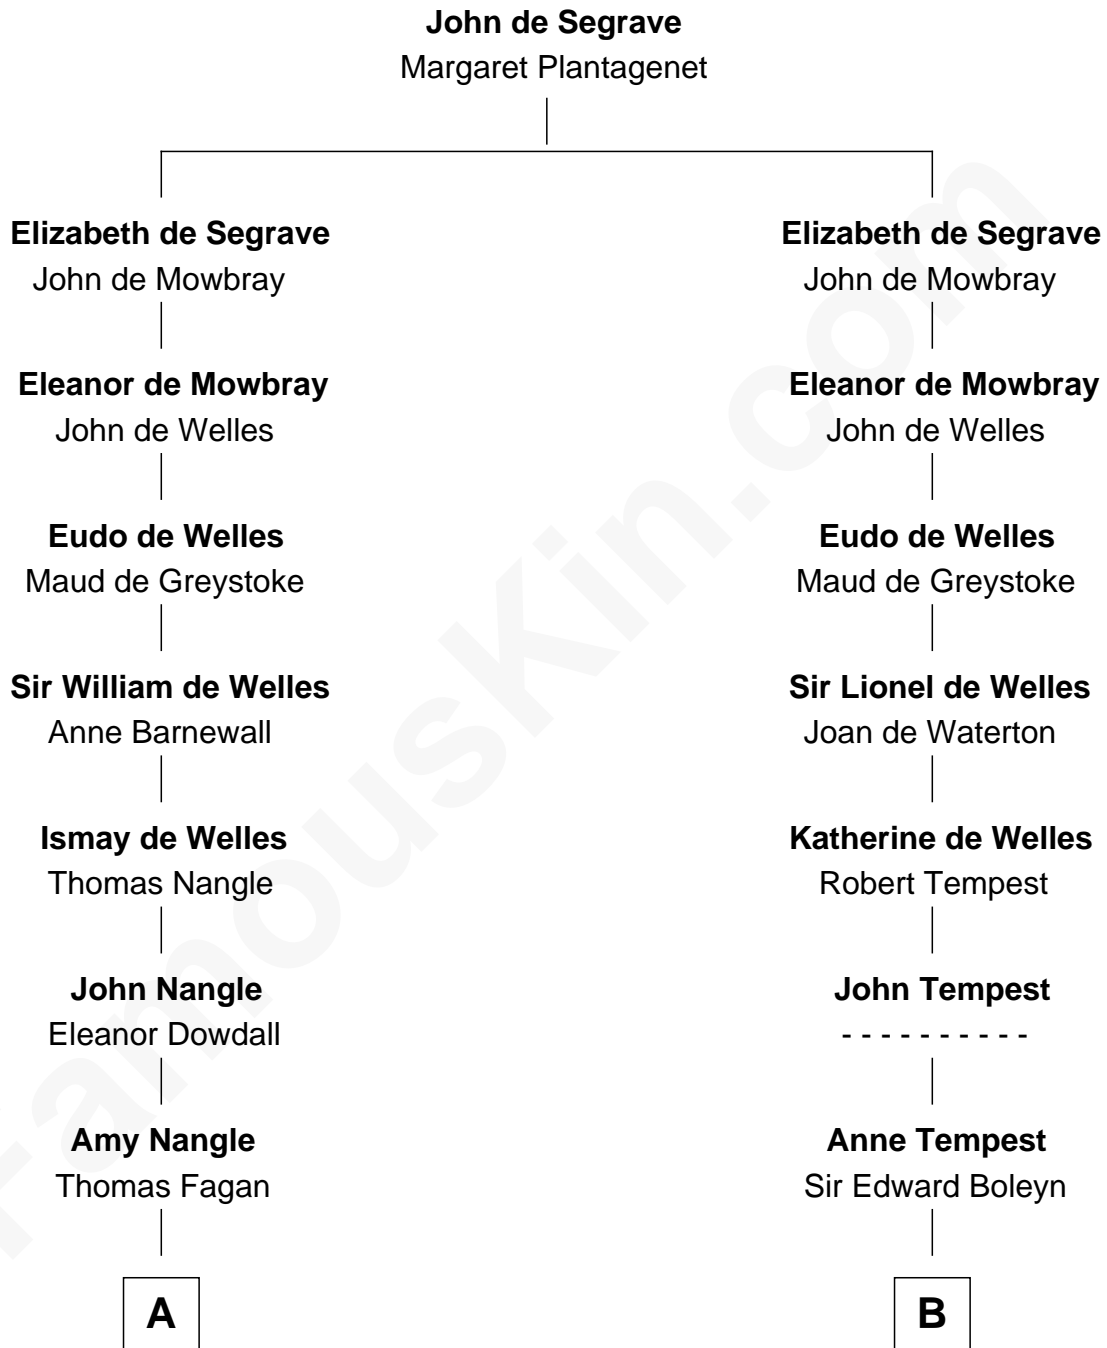 John de Segrave
Margaret Plantagenet
Elizabeth de Segrave
John de Mowbray
Eleanor de Mowbray
John de Welles
Eudo de Welles
Maud de Greystoke
Sir William de Welles
Anne Barnewall
Ismay de Welles
Thomas Nangle
John Nangle
Eleanor Dowdall
Amy Nangle
Thomas Fagan
A
Elizabeth de Segrave
John de Mowbray
Eleanor de Mowbray
John de Welles
Eudo de Welles
Maud de Greystoke
Sir Lionel de Welles
Joan de Waterton
Katherine de Welles
Robert Tempest
John Tempest
- - - - - - - - - -
Anne Tempest
Sir Edward Boleyn
B
FamousKin.com